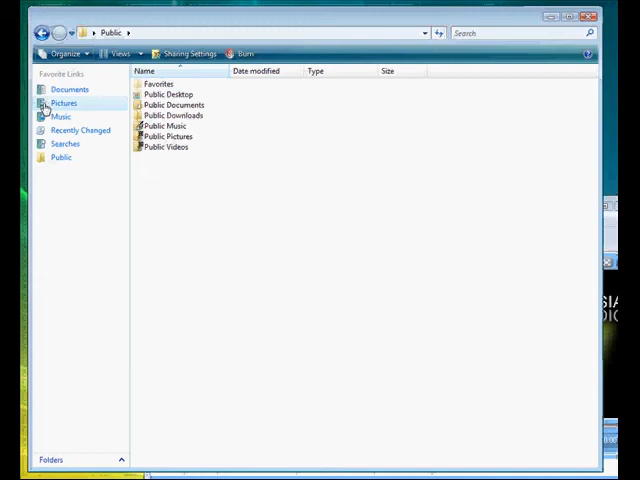 Public
Search
Organize
Views
Sharing Settings
Burn
Favorite Links
Documents
Pictures
Music
Recently Changed
Searches
Public
Folders
Name
Date modified
Type
Size
Favorites
Public Desktop
Public Documents
Public Downloads
Public Music
Public Pictures
Public Videos